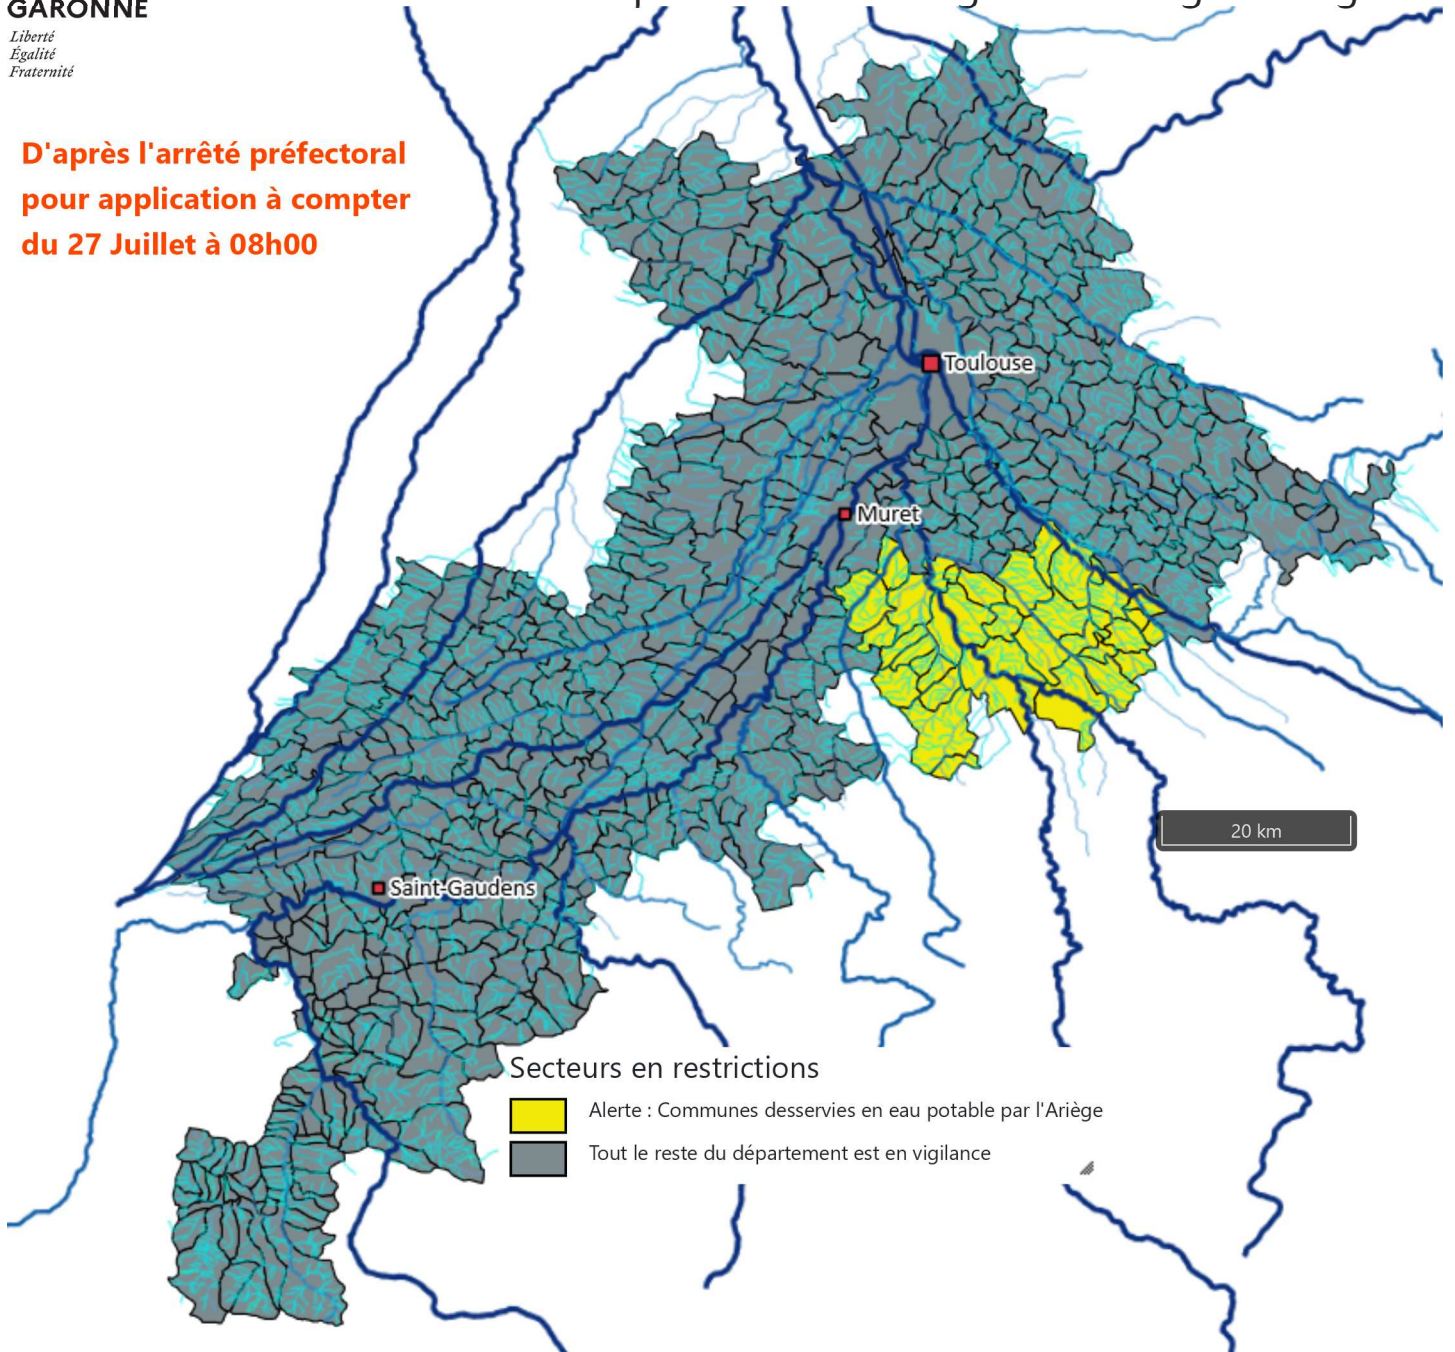 GARONNE
Liberté
Égalité
Fraternité
D'après l'arrêté préfectoral
pour application à compter
du 27 Juillet à 08h00
Toulouse
Muret
20 km
Saint-Gaudens
Secteurs en restrictions
Alerte : Communes desservies en eau potable par l'Ariège
Tout le reste du département est en vigilance